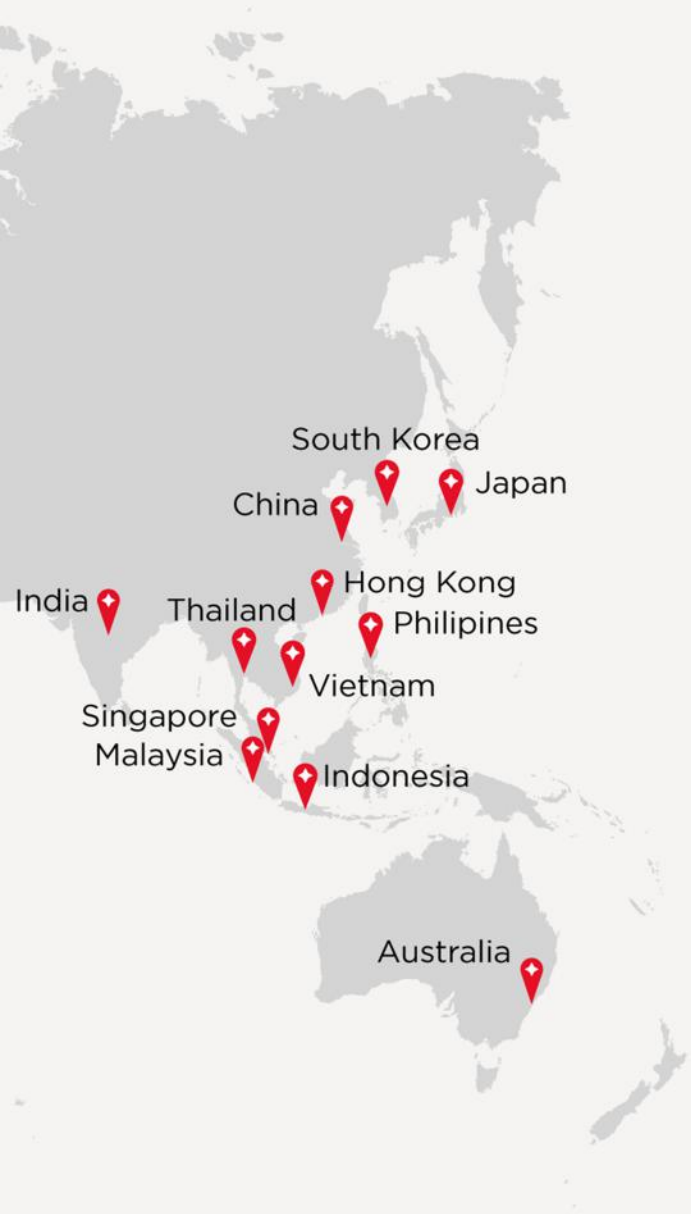 South Korea
Japan
China
Hong Kong
India
Thailand
Philipines
Vietnam
Singapore
Malaysia
Indonesia
Australia